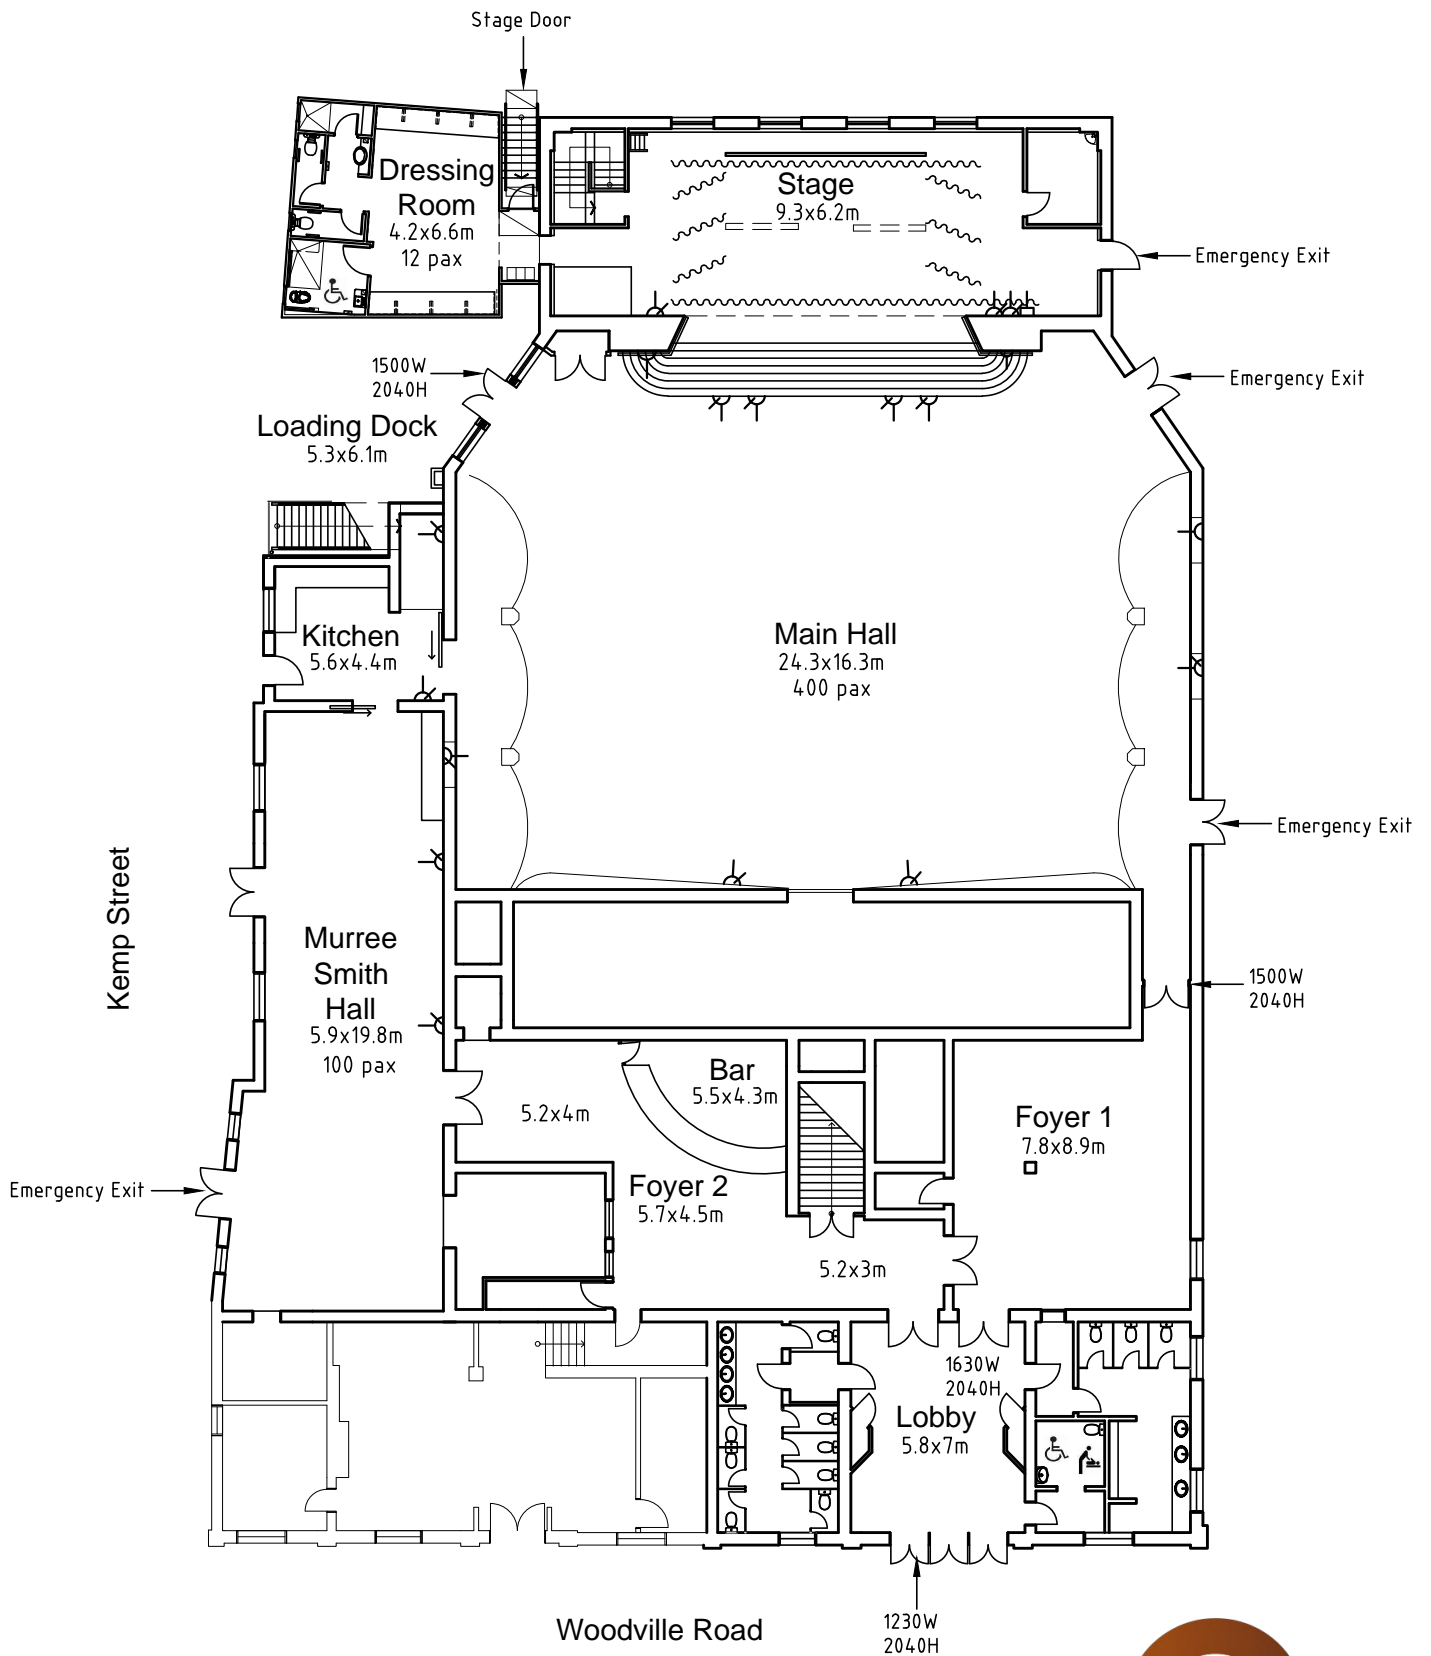 Stage Door
Dressing
Room
4.2x6.6m
12 pax
Stage
9.3x6.2m
Emergency Exit
1500W
2040H
Emergency Exit
Loading Dock
5.3x6.1m
Kitchen
5.6x4.4m
Main Hall
24.3x16.3m
400 pax
Emergency Exit
Kemp Street
Murree
Smith
Hall
5.9x19.8m
100 pax
1500W
2040H
Bar
5.5x4.3m
5.2x4m
Foyer 1
7.8x8.9m
Emergency Exit
Foyer 2
5.7x4.5m
5.2x3m
1630W
2040H
Lobby
5.8x7m
Woodville Road
1230W
2040H